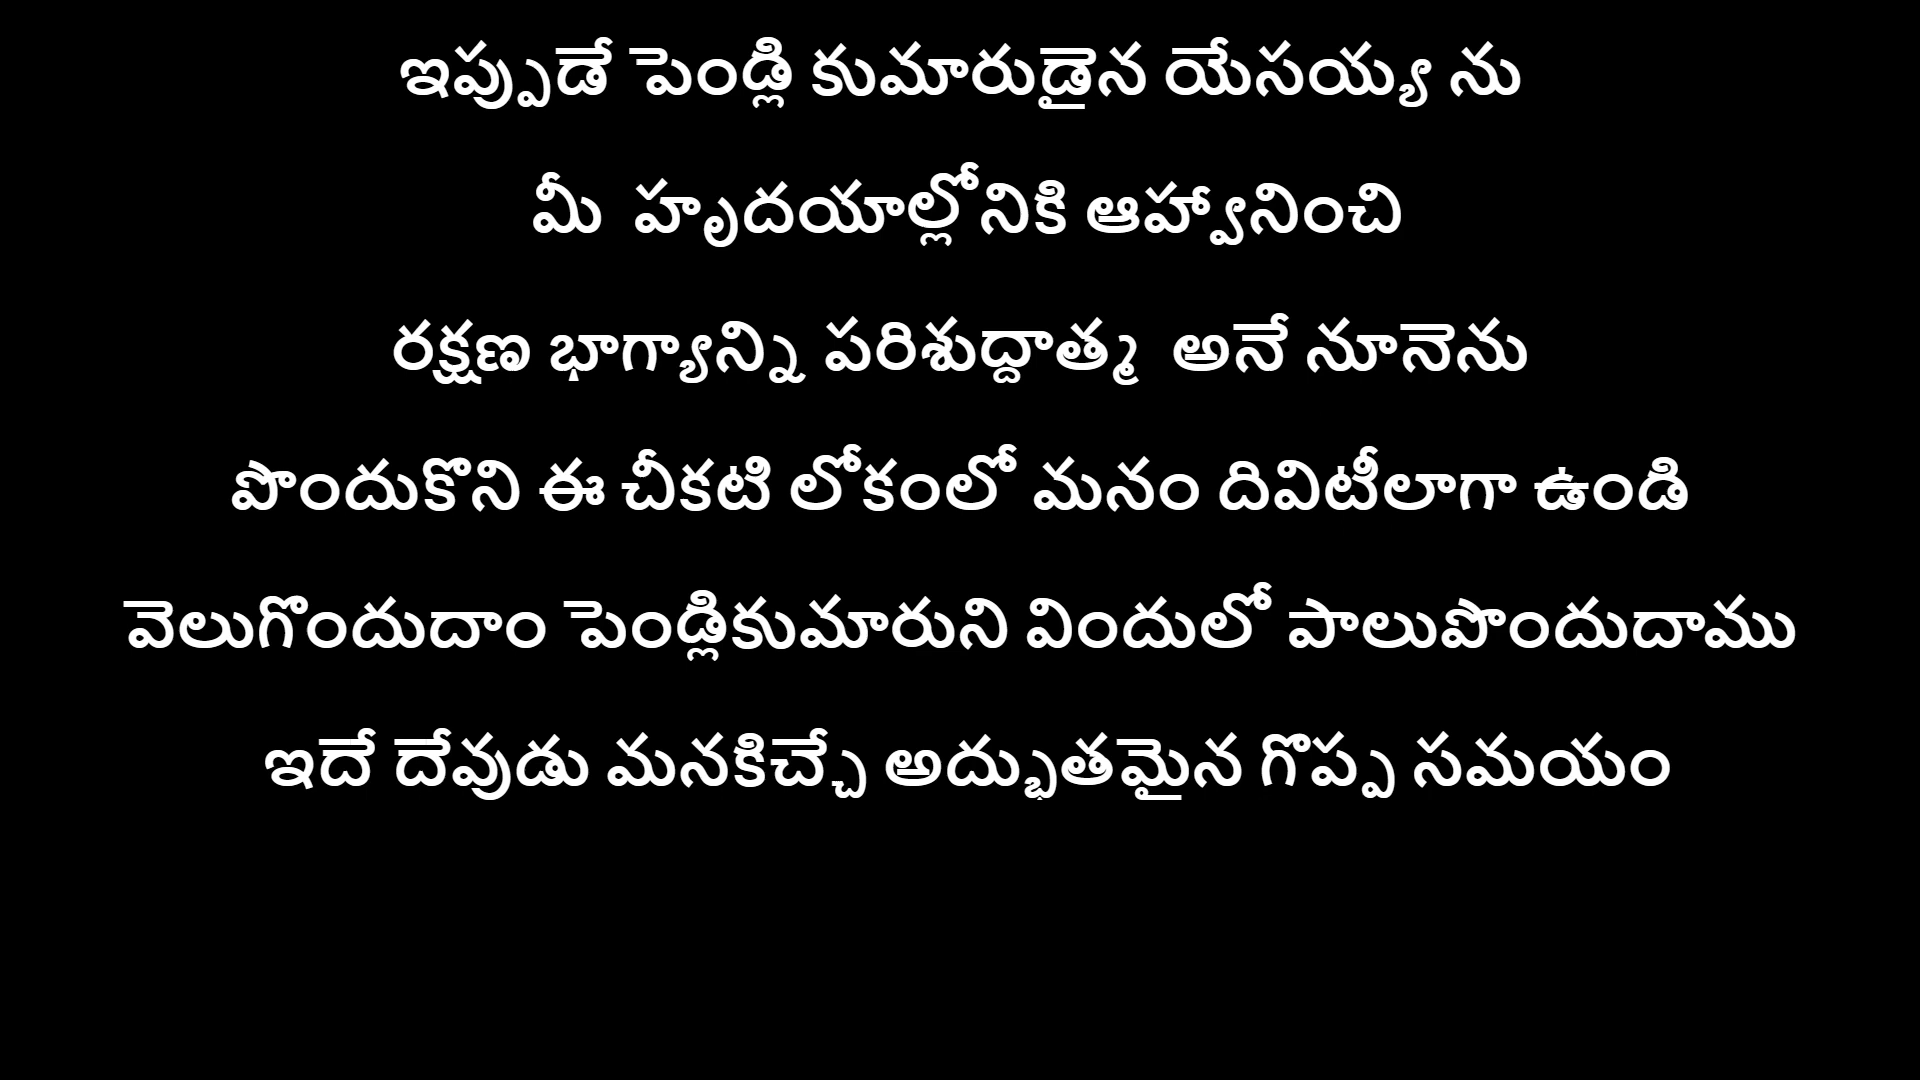 ఇప్పుడే పెండ్లి కుమారుడైన యేసయ్య ను
మీ హృదయాల్లోనికి ఆహ్వానించి
రక్షణ భాగ్యాన్ని పరిశుద్దాత్మ అనే నూనెను
పొందుకొని ఈ చీకటి లోకంలో మనం దివిటీలాగా ఉండి
వెలుగొందుదాం పెండ్లికుమారుని విందులో పాలుపొందుదాము
ఇదే దేవుడు మనకిచ్చే అద్భుతమైన గొప్ప సమయం